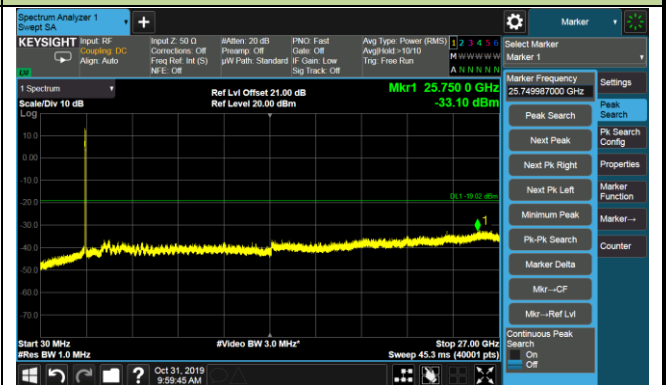 Spectrum Analyzer 1
Swept SA
+
Marker
KEYSIGHT
Input: RF
Coupling: DC
Align: Auto
Input Z: 50 Ω
Corrections: Off
Freq Ref: Int (S)
NFE: Off
#Atten: 20 dB
Preamp: Off
µW Path: Standard
PNO: Fast
Gate: Off
IF Gain: Low
Sig Track: Off
Avg Type: Power (RMS)
Avg|Hold:>10/10
Trig: Free Run
1 2 3 4 5 6
M W W W W W
A N N N N N
Select Marker
Marker 1
1 Spectrum
Scale/Div 10 dB
Log
Ref Lvl Offset 21.00 dB
Ref Level 20.00 dBm
Mkr1 25.750 0 GHz
-33.10 dBm
10.0
0.00
-10.0
-20.0
-30.0
-40.0
-50.0
-60.0
-70.0
DL1 -19.02 dBm
1
Start 30 MHz
#Res BW 1.0 MHz
#Video BW 3.0 MHz*
Stop 27.00 GHz
Sweep 45.3 ms (40001 pts)
Marker Frequency
25.749987000 GHz
Peak Search
Next Peak
Next Pk Right
Next Pk Left
Minimum Peak
Pk-Pk Search
Marker Delta
Mkr→CF
Mkr→Ref Lvl
Continuous Peak
Search
On
Off
Settings
Peak
Search
Pk Search
Config
Properties
Marker
Function
Marker→
Counter
?
Oct 31, 2019
9:59:45 AM